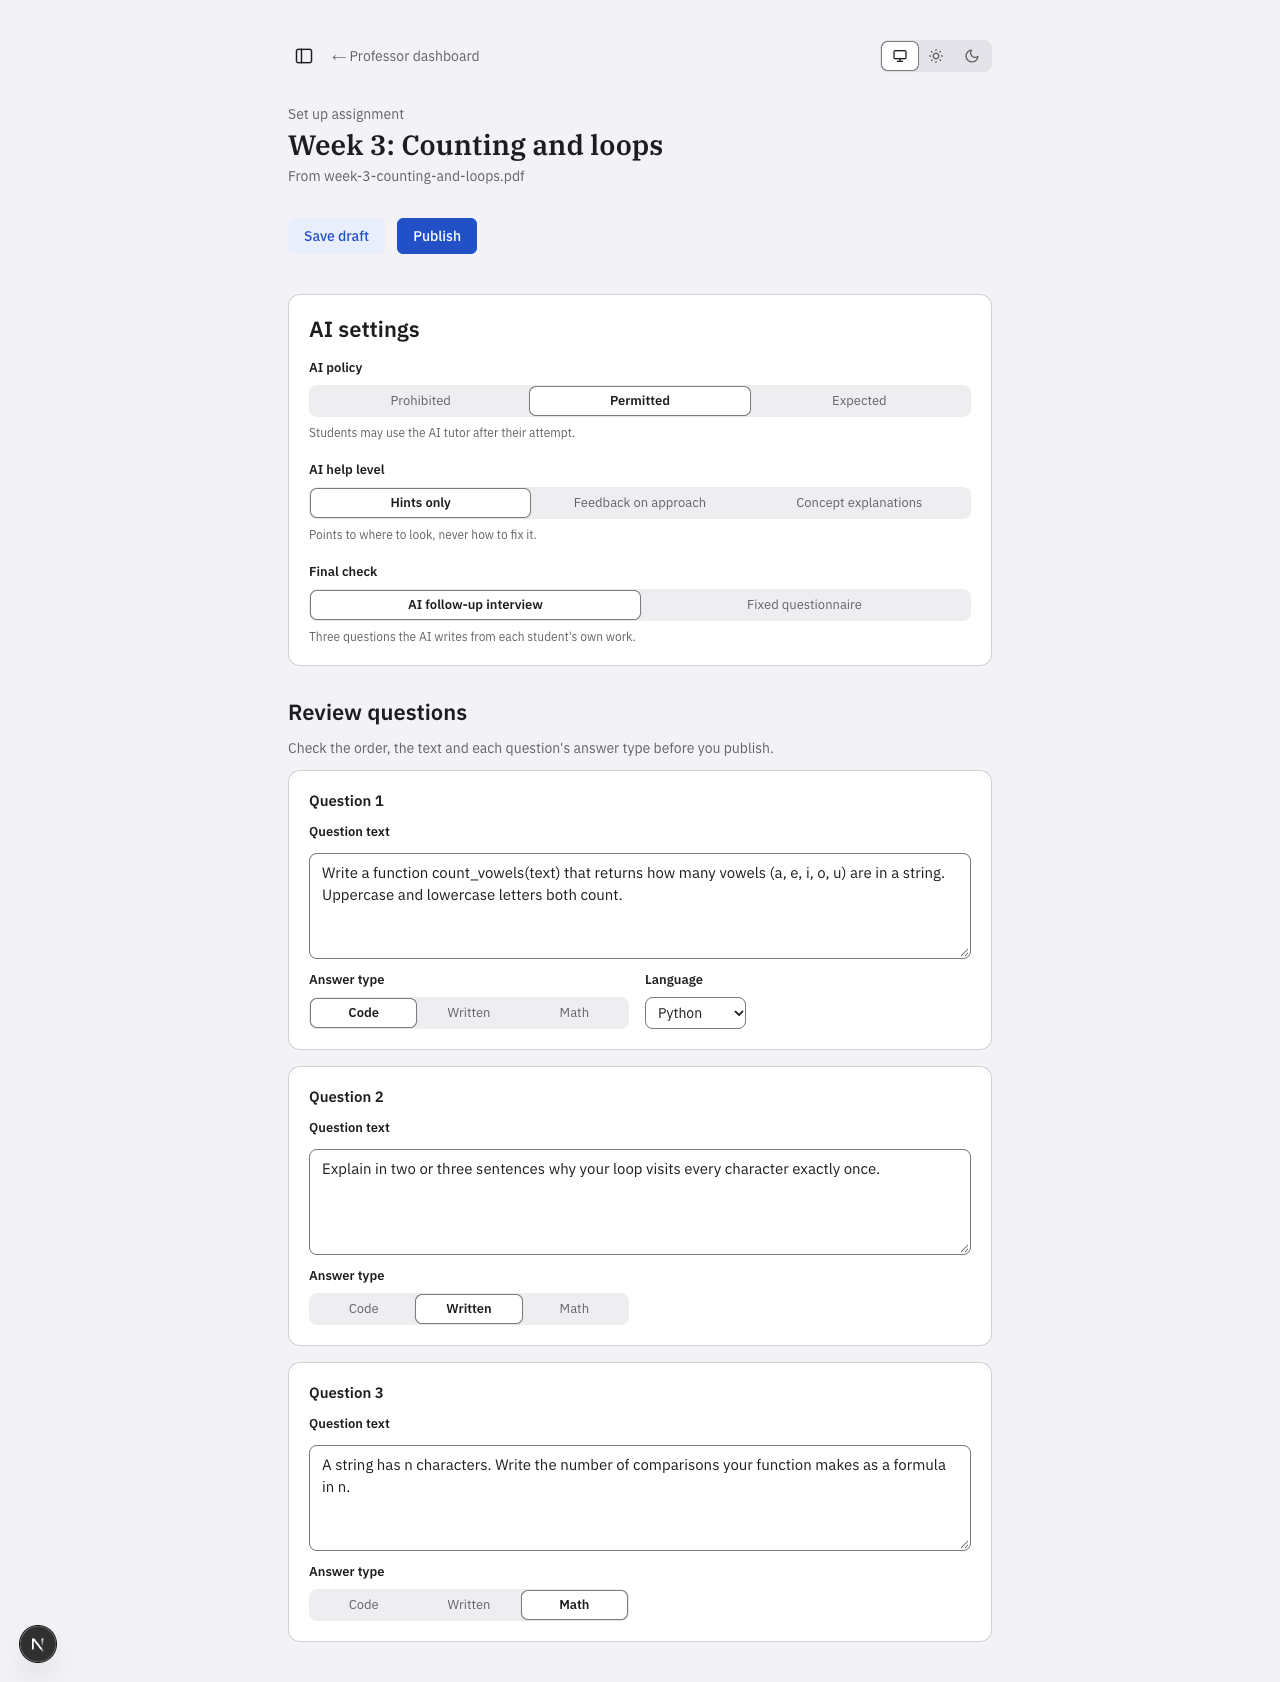 ← Professor dashboard
Set up assignment
Week 3: Counting and loops
From week-3-counting-and-loops.pdf
Save draft
Publish
AI settings
AI policy
Prohibited
Permitted
Expected
Students may use the AI tutor after their attempt.
AI help level
Hints only
Feedback on approach
Concept explanations
Points to where to look, never how to fix it.
Final check
AI follow-up interview
Fixed questionnaire
Three questions the AI writes from each student's own work.
Review questions
Check the order, the text and each question's answer type before you publish.
Question 1
Question text
Write a function count_vowels(text) that returns how many vowels (a, e, i, o, u) are in a string.
Uppercase and lowercase letters both count.
Answer type
Language
Code
Written
Math
Python
Question 2
Question text
Explain in two or three sentences why your loop visits every character exactly once.
Answer type
Code
Written
Math
Question 3
Question text
A string has n characters. Write the number of comparisons your function makes as a formula
in n.
Answer type
Code
Written
Math
N